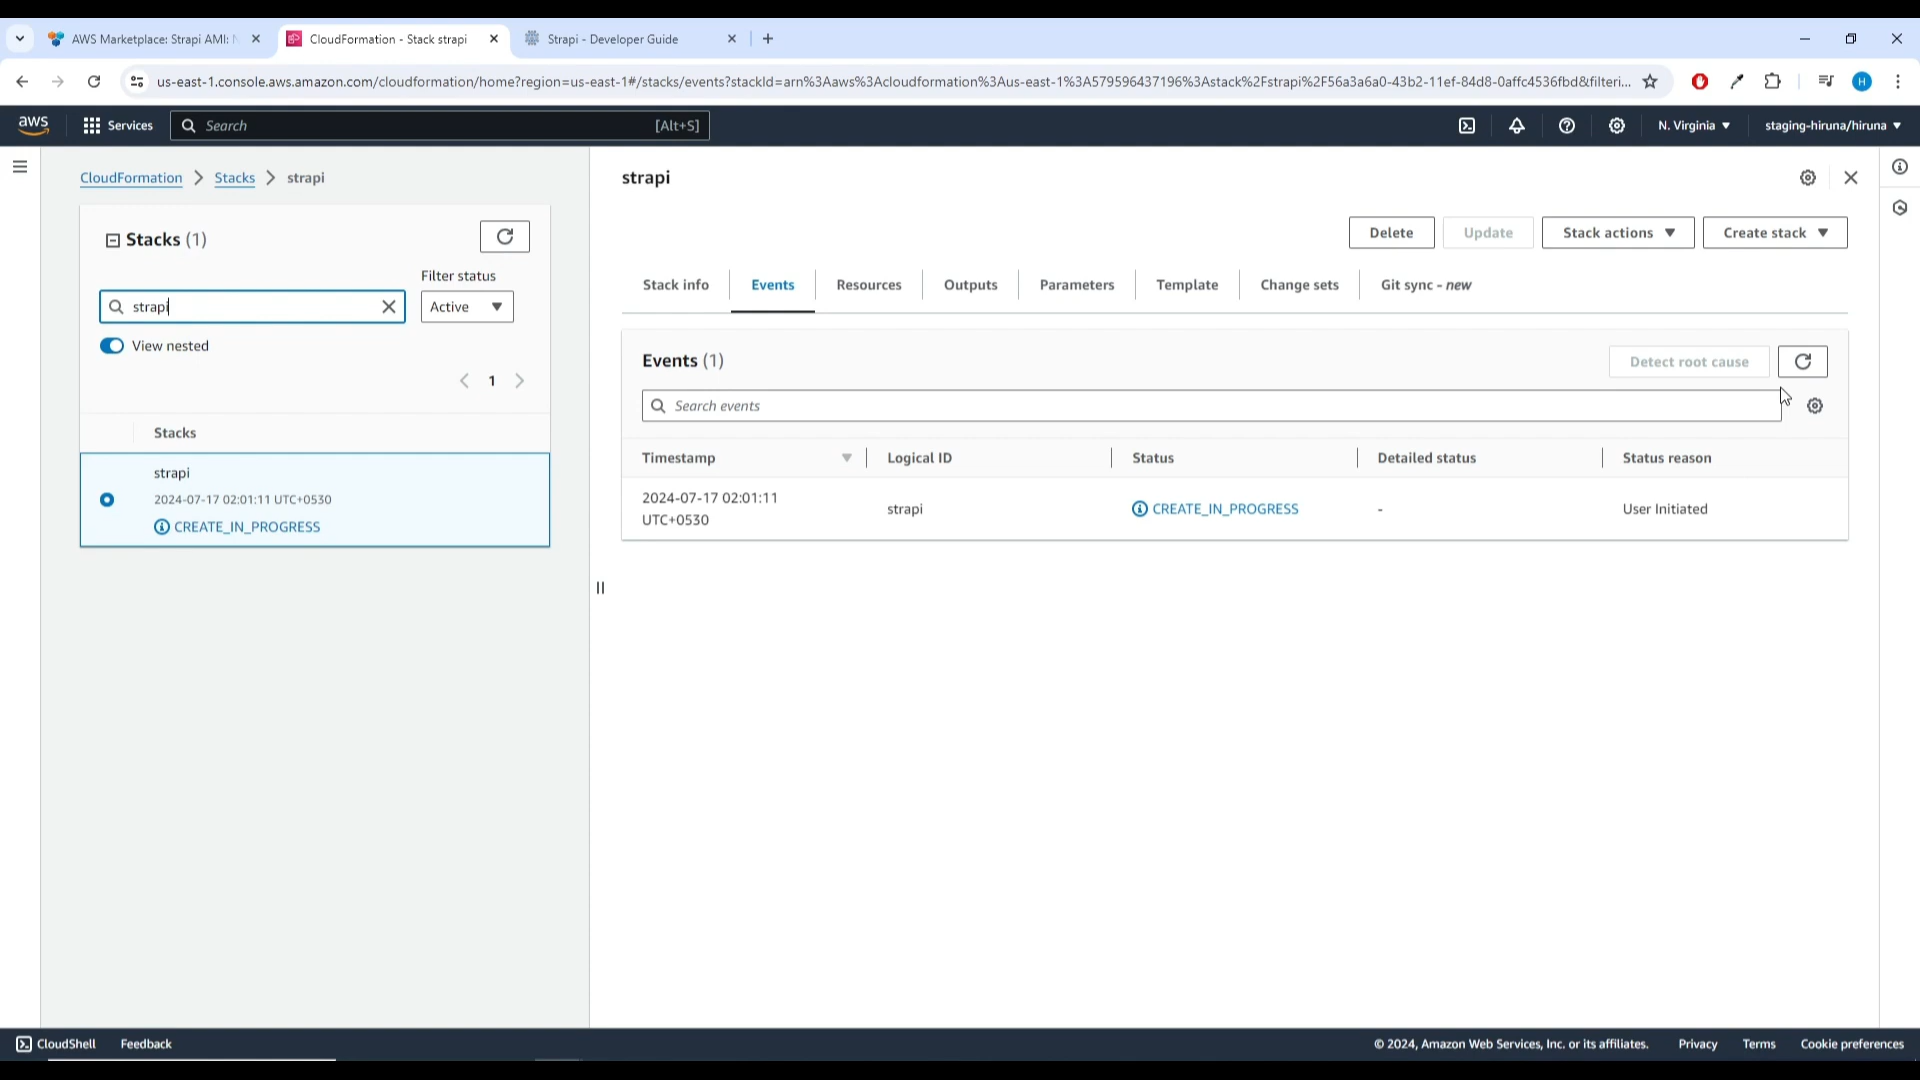 AWS Marketplace: Strapi AMI:
CloudFormation - Stack strapi
Strapi - Developer Guide
us-east-1.console.aws.amazon.com/cloudformation/home?region=us-east-1#/stacks/events?stackId=arn%3Aaws%3Acloudformation%3Aus-east-1%3A579596437196%3Astack%2Fstrapi%2F56a3a6a0-43b2-11ef-84d8-0affc4536fbd&filteri...
H
aws
Services
Search
[Alt+S]
N. Virginia
staging-hiruna/hiruna
CloudFormation
Stacks
strapi
Stacks (1)
Filter status
strapi
Active
View nested
1
Stacks
strapi
2024-07-17 02:01:11 UTC+0530
CREATE_IN_PROGRESS
strapi
Delete
Update
Stack actions
Create stack
Stack info
Events
Resources
Outputs
Parameters
Template
Change sets
Git sync - new
Events (1)
Detect root cause
Search events
Timestamp
Logical ID
Status
Detailed status
Status reason
2024-07-17 02:01:11
UTC+0530
strapi
CREATE_IN_PROGRESS
-
User Initiated
CloudShell
Feedback
© 2024, Amazon Web Services, Inc. or its affiliates.
Privacy
Terms
Cookie preferences